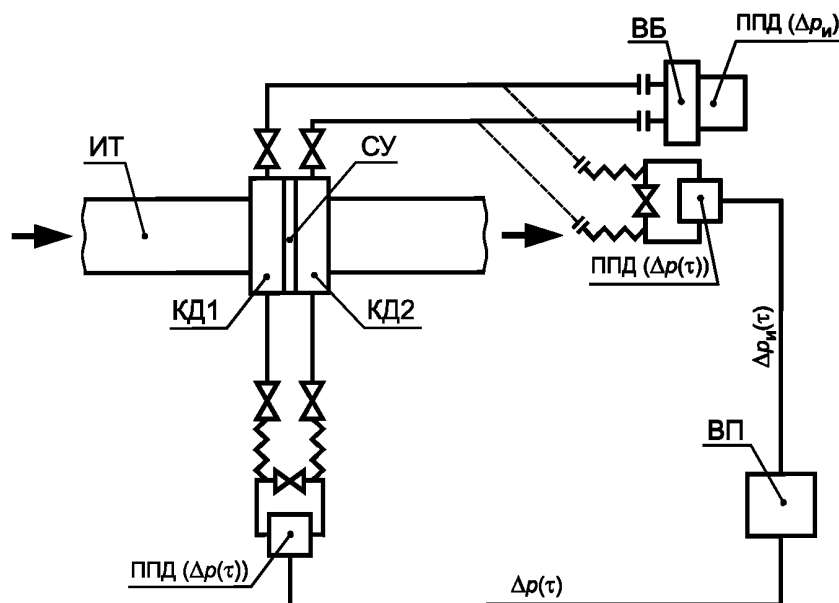 ВБ
ППД (Δpи)
ИТ
СУ
ППД (Δp(τ))
КД1
КД2
Δpи(τ)
ВП
ППД (Δp(τ))
Δp(τ)